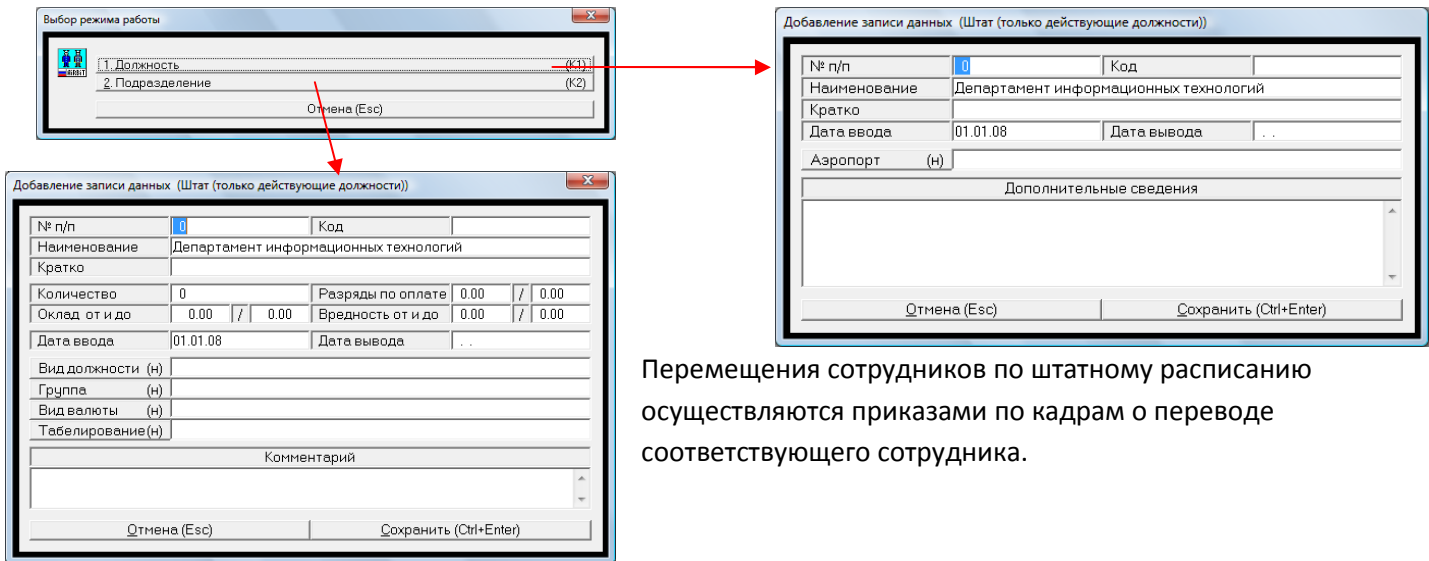 Выбор режима работы
1. Должность (K1)
2. Подразделение (K2)
Отмена (Esc)
Добавление записи данных (Штат (только действующие должности))
№ п/п 0 Код
Наименование Департамент информационных технологий
Кратко
Дата ввода 01.01.08 Дата вывода . .
Аэропорт (н)
Дополнительные сведения
Отмена (Esc) Сохранить (Ctrl+Enter)
Добавление записи данных (Штат (только действующие должности))
№ п/п 0 Код
Наименование Департамент информационных технологий
Кратко
Количество 0 Разряды по оплате 0.00 / 0.00
Оклад от и до 0.00 / 0.00 Вредность от и до 0.00 / 0.00
Дата ввода 01.01.08 Дата вывода . .
Вид должности (н)
Группа (н)
Вид валюты (н)
Табелирование(н)
Комментарий
Отмена (Esc) Сохранить (Ctrl+Enter)
Перемещения сотрудников по штатному расписанию
осуществляются приказами по кадрам о переводе
соответствующего сотрудника.